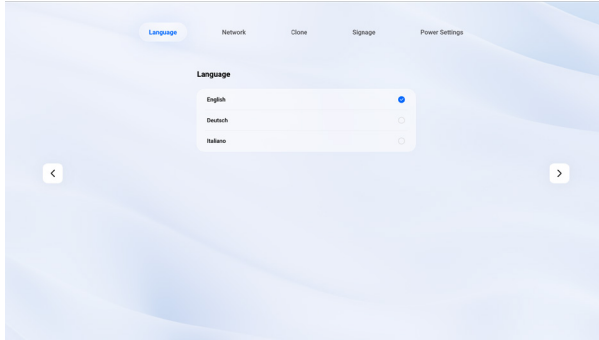 Language Network Clone Signage Power Settings
Language
English
Deutsch
Italiano